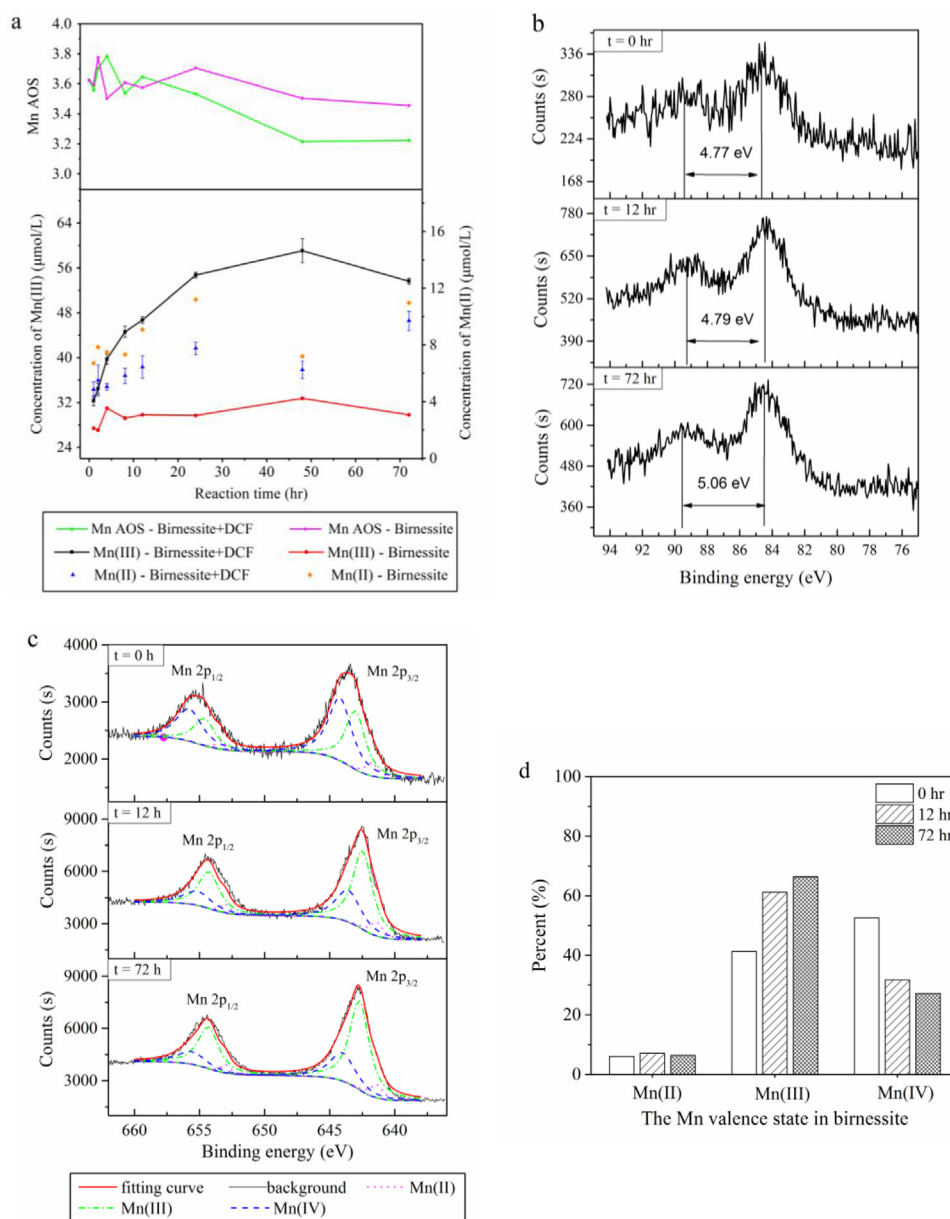 a
4.0
3.8
3.6
3.4
3.2
3.0
Mn AOS
64
56
48
40
32
24
Concentration of Mn(III) (μmol/L)
16
12
8
4
0
Concentration of Mn(II) (μmol/L)
0 10 20 30 40 50 60 70
Reaction time (hr)
Mn AOS - Birnessite+DCF Mn AOS - Birnessite
Mn(III) - Birnessite+DCF Mn(III) - Birnessite
Mn(II) - Birnessite+DCF Mn(II) - Birnessite
b
t = 0 hr
336
280
224
168
Counts (s)
4.77 eV
t = 12 hr
780
650
520
390
Counts (s)
4.79 eV
t = 72 hr
720
600
480
360
Counts (s)
5.06 eV
94 92 90 88 86 84 82 80 78 76
Binding energy (eV)
c
t = 0 h
4000
3000
2000
Counts (s)
Mn 2p1/2
Mn 2p3/2
t = 12 h
9000
6000
3000
Counts (s)
Mn 2p1/2
Mn 2p3/2
t = 72 h
9000
6000
3000
Counts (s)
Mn 2p1/2
Mn 2p3/2
660 655 650 645 640
Binding energy (eV)
fitting curve background Mn(II)
Mn(III) Mn(IV)
d
100
80
60
40
20
0
Percent (%)
0 hr
12 hr
72 hr
Mn(II) Mn(III) Mn(IV)
The Mn valence state in birnessite